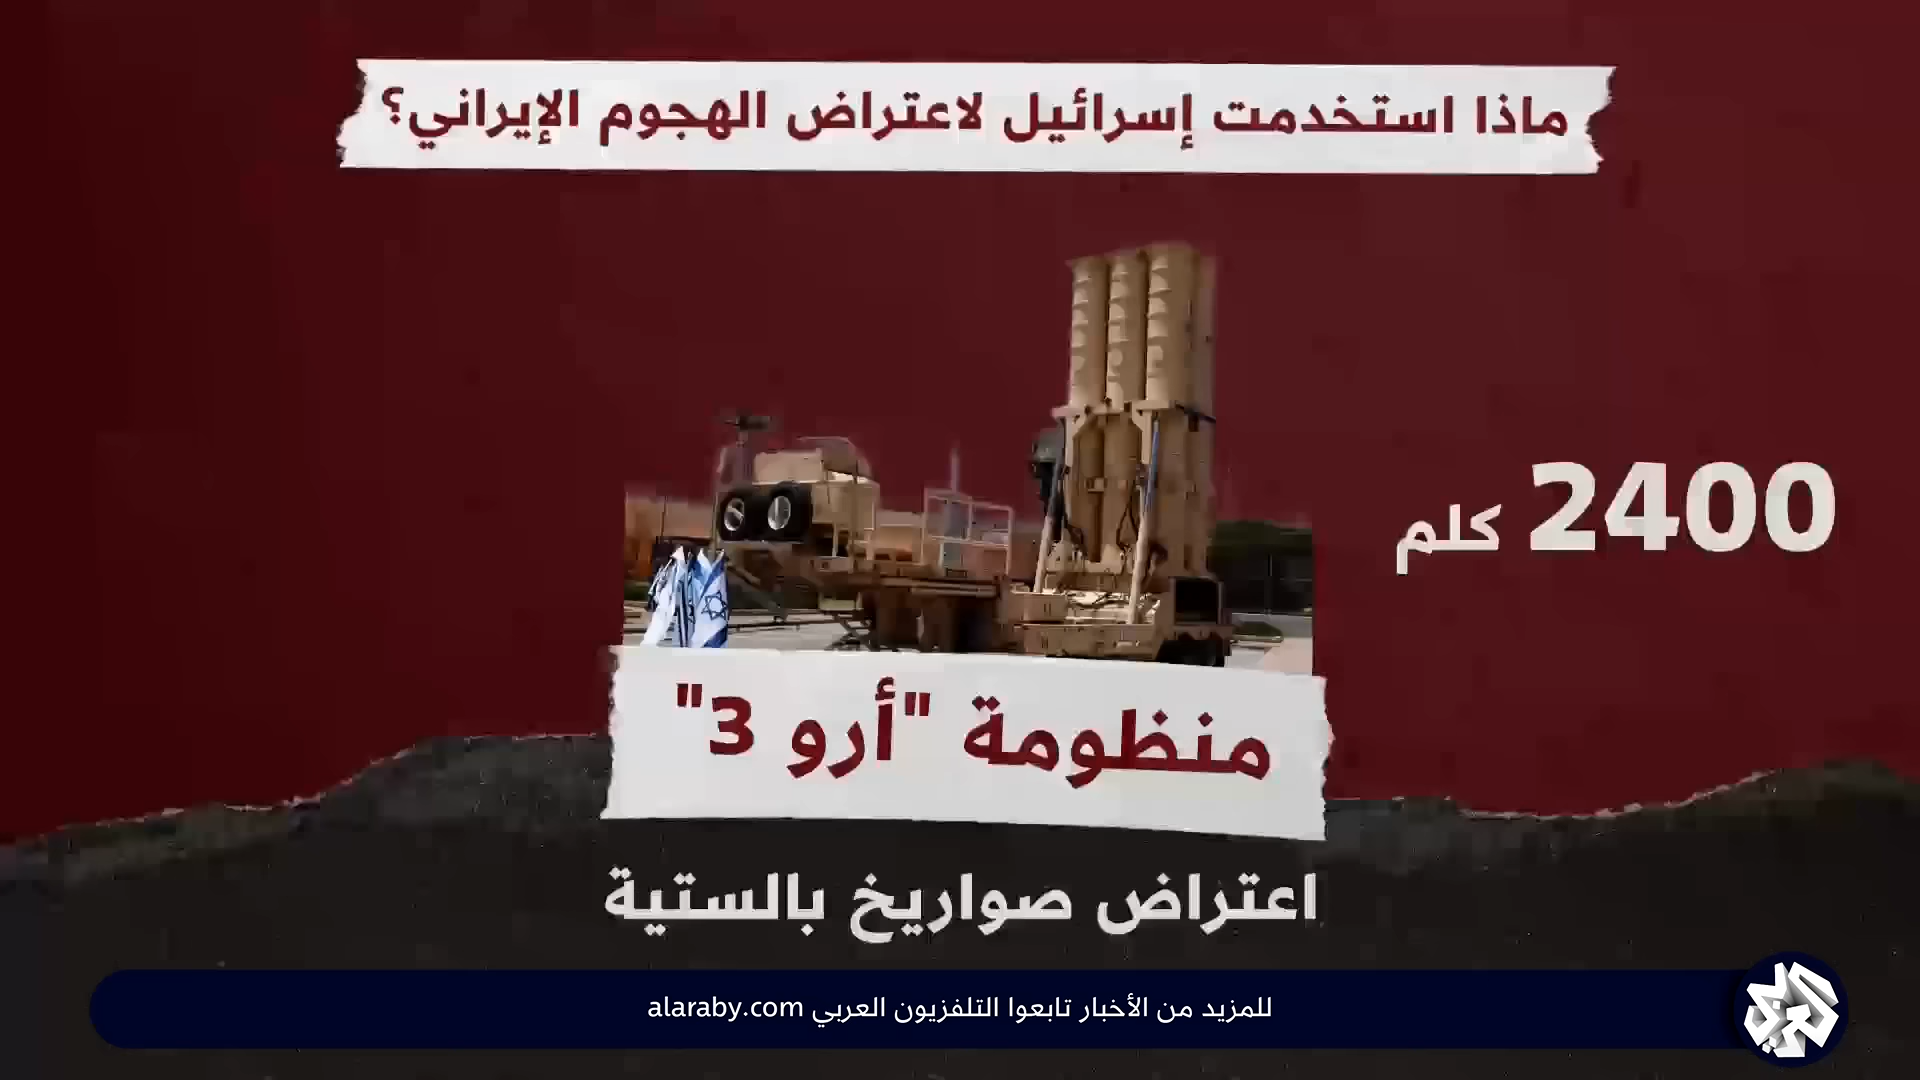 ماذا استخدمت إسرائيل لاعتراض الهجوم الإيراني؟
2400 كلم
منظومة "أرو 3"
اعتراض صواريخ بالستية
للمزيد من الأخبار تابعوا التلفزيون العربي alaraby.com
العربي